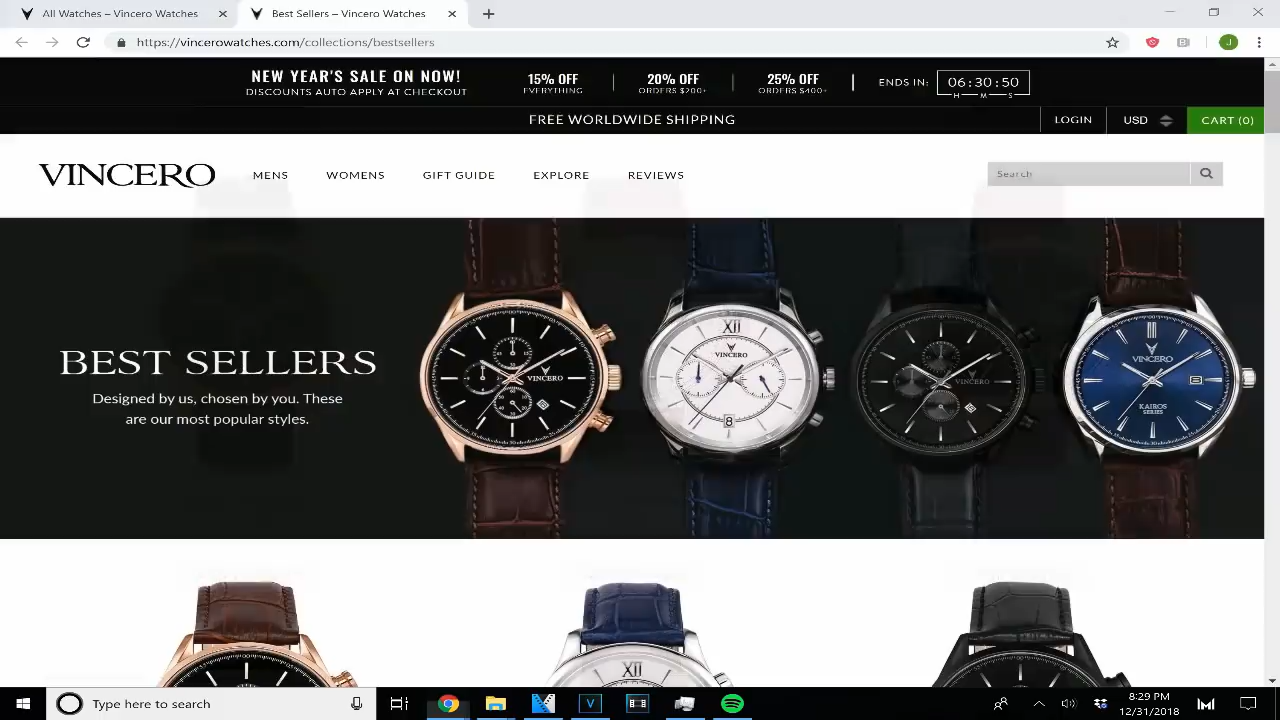 All Watches – Vincero Watches
Best Sellers – Vincero Watches
https://vincerowatches.com/collections/bestsellers
J
NEW YEAR'S SALE ON NOW!
DISCOUNTS AUTO APPLY AT CHECKOUT
15% OFF
EVERYTHING
20% OFF
ORDERS $200+
25% OFF
ORDERS $400+
ENDS IN:
06:30:50
H M S
FREE WORLDWIDE SHIPPING
LOGIN
USD
CART (0)
VINCERO
MENS
WOMENS
GIFT GUIDE
EXPLORE
REVIEWS
Search
BEST SELLERS
Designed by us, chosen by you. These
are our most popular styles.
VINCERO
XII
VINCERO
8
VINCERO
VINCERO
8
KAIROS
SERIES
XII
Type here to search
8:29 PM
12/31/2018